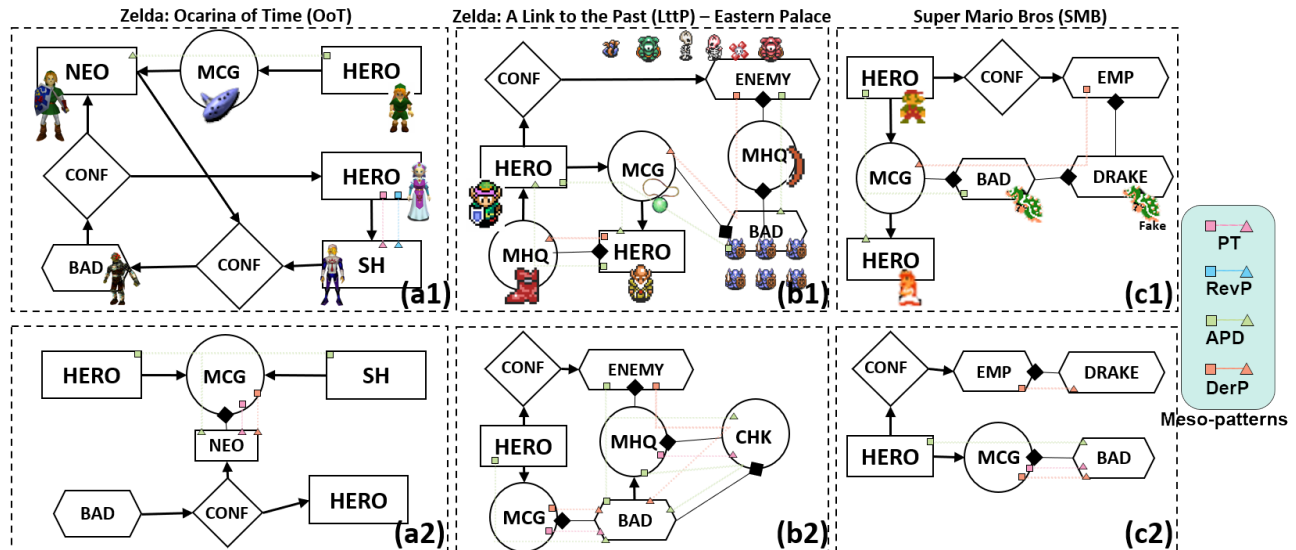 Zelda: Ocarina of Time (OoT)
Zelda: A Link to the Past (LttP) – Eastern Palace
Super Mario Bros (SMB)
NEO
MCG
HERO
CONF
HERO
BAD
CONF
SH
(a1)
CONF
ENEMY
HERO
MCG
MHQ
MHQ
HERO
BAD
(b1)
HERO
CONF
EMP
MCG
BAD
DRAKE
Fake
HERO
(c1)
HERO
MCG
SH
NEO
BAD
CONF
HERO
(a2)
CONF
ENEMY
HERO
MHQ
CHK
MCG
BAD
(b2)
CONF
EMP
DRAKE
HERO
MCG
BAD
(c2)
PT
RevP
APD
DerP
Meso-patterns